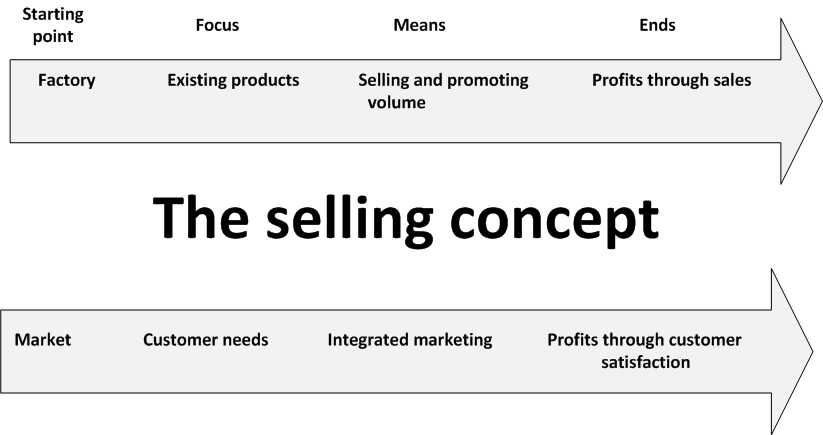 Starting
point
Focus Means Ends
Factory Existing products Selling and promoting Profits through sales
volume
The selling concept
Market Customer needs Integrated marketing Profits through customer
satisfaction